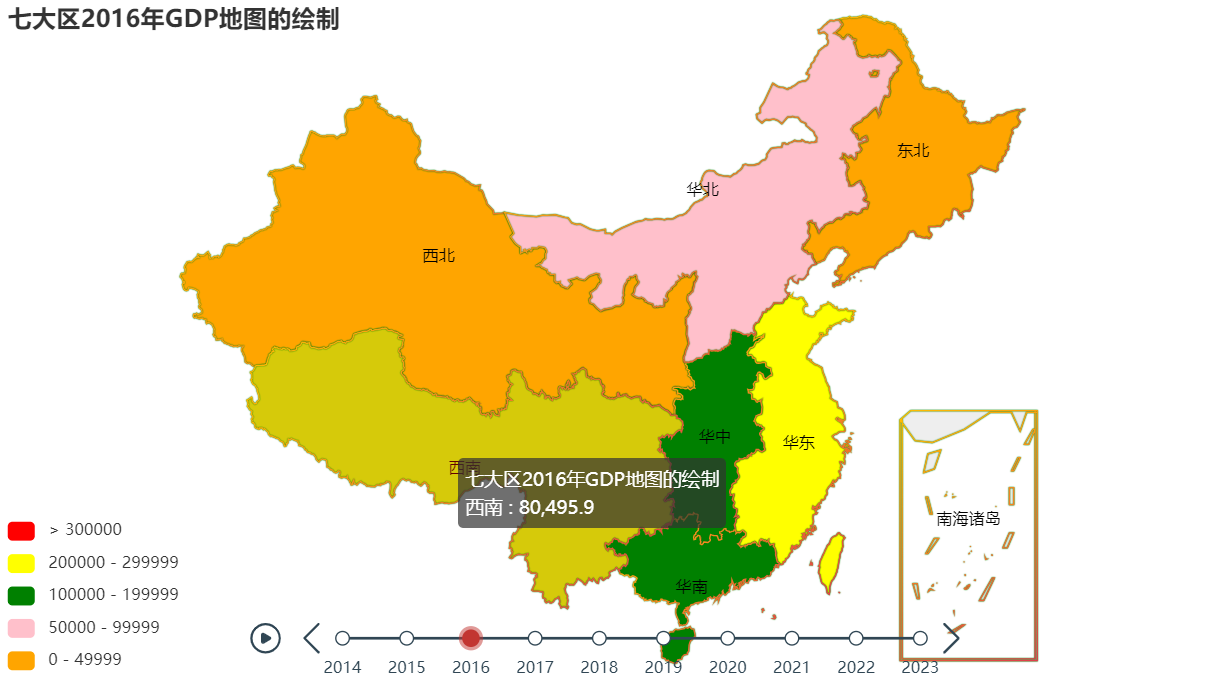 七大区2016年GDP地图的绘制
东北
华北
西北
华中
华东
西南
七大区2016年GDP地图的绘制
西南 : 80,495.9
南海诸岛
华南
> 300000
200000 - 299999
100000 - 199999
50000 - 99999
0 - 49999
2014 2015 2016 2017 2018 2019 2020 2021 2022 2023